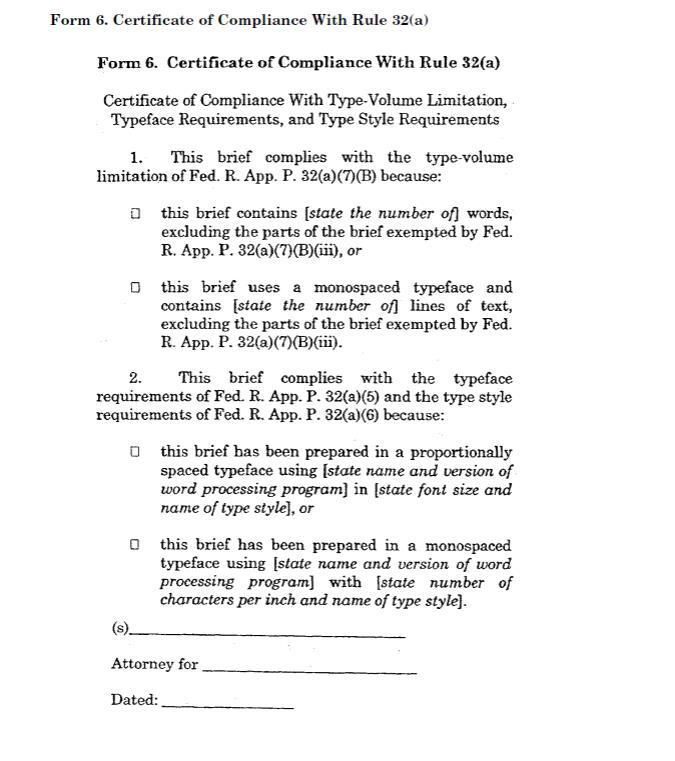 Form 6. Certificate of Compliance With Rule 32(a)
Form 6. Certificate of Compliance With Rule 32(a)
Certificate of Compliance With Type-Volume Limitation,
Typeface Requirements, and Type Style Requirements
1. This brief complies with the type-volume
limitation of Fed. R. App. P. 32(a)(7)(B) because:
□ this brief contains [state the number of] words,
excluding the parts of the brief exempted by Fed.
R. App. P. 32(a)(7)(B)(iii), or
□ this brief uses a monospaced typeface and
contains [state the number of] lines of text,
excluding the parts of the brief exempted by Fed.
R. App. P. 32(a)(7)(B)(iii).
2. This brief complies with the typeface
requirements of Fed. R. App. P. 32(a)(5) and the type style
requirements of Fed. R. App. P. 32(a)(6) because:
□ this brief has been prepared in a proportionally
spaced typeface using [state name and version of
word processing program] in [state font size and
name of type style], or
□ this brief has been prepared in a monospaced
typeface using [state name and version of word
processing program] with [state number of
characters per inch and name of type style].
(s)
Attorney for
Dated: